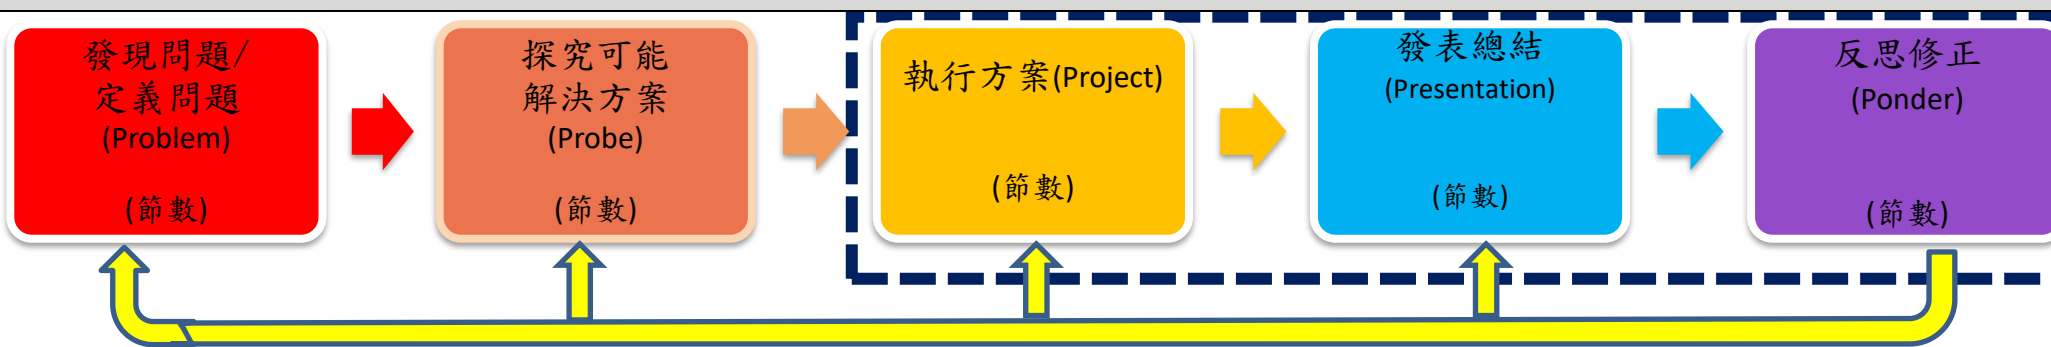 發現問題/
定義問題
(Problem)
(節數)
探究可能
解決方案
(Probe)
(節數)
執行方案(Project)
(節數)
發表總結
(Presentation)
(節數)
反思修正
(Ponder)
(節數)